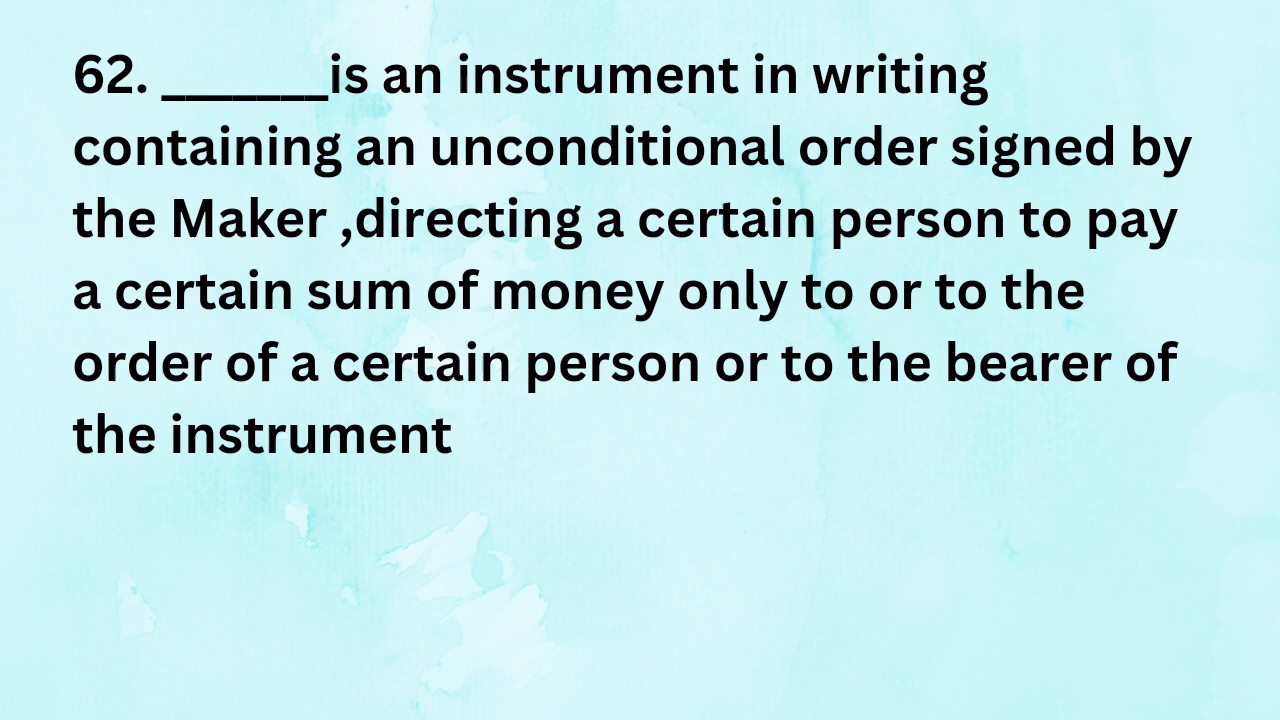 62. _______is an instrument in writing
containing an unconditional order signed by
the Maker ,directing a certain person to pay
a certain sum of money only to or to the
order of a certain person or to the bearer of
the instrument